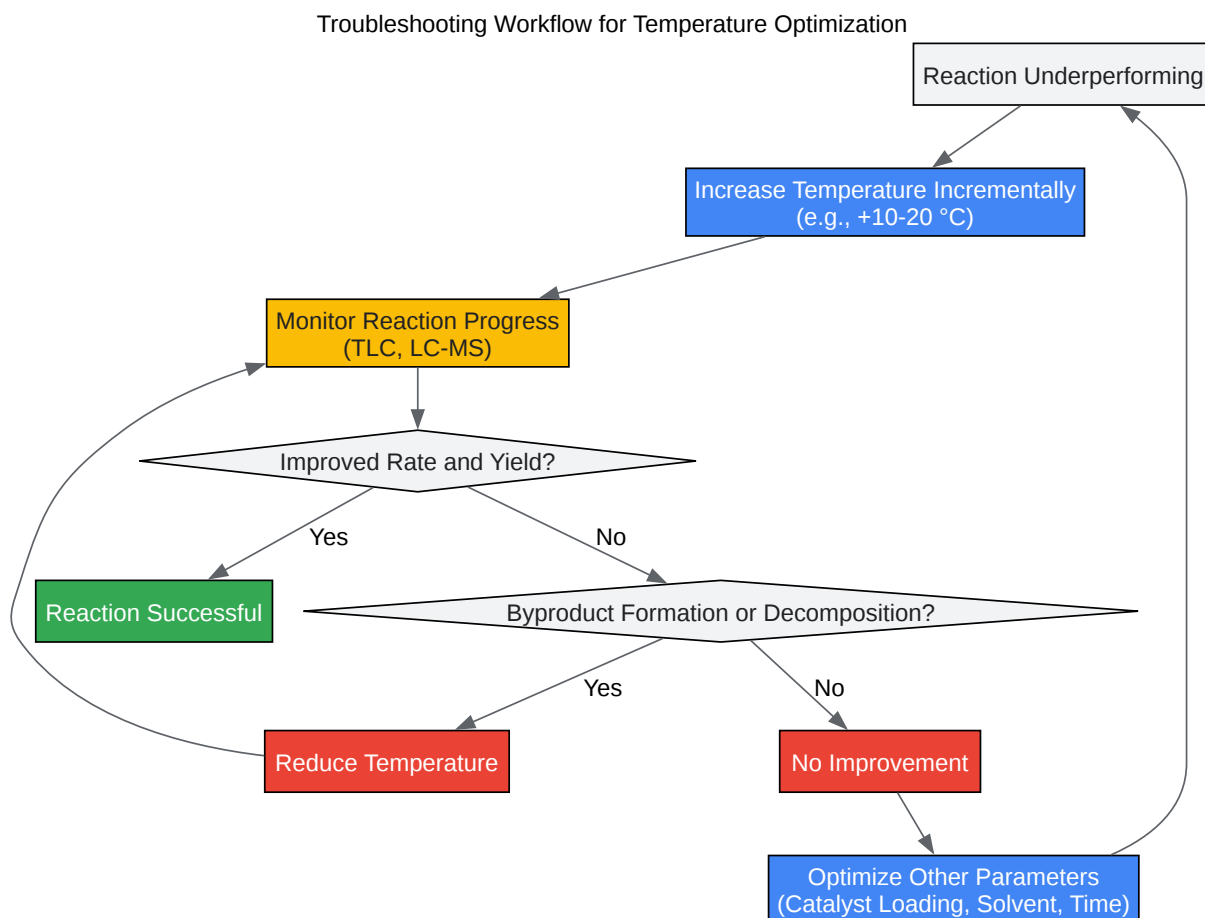 Troubleshooting Workflow for Temperature Optimization
Reaction Underperforming
Increase Temperature Incrementally
(e.g., +10-20 °C)
Monitor Reaction Progress
(TLC, LC-MS)
Improved Rate and Yield?
Yes
No
Reaction Successful
Byproduct Formation or Decomposition?
Yes
No
Reduce Temperature
No Improvement
Optimize Other Parameters
(Catalyst Loading, Solvent, Time)